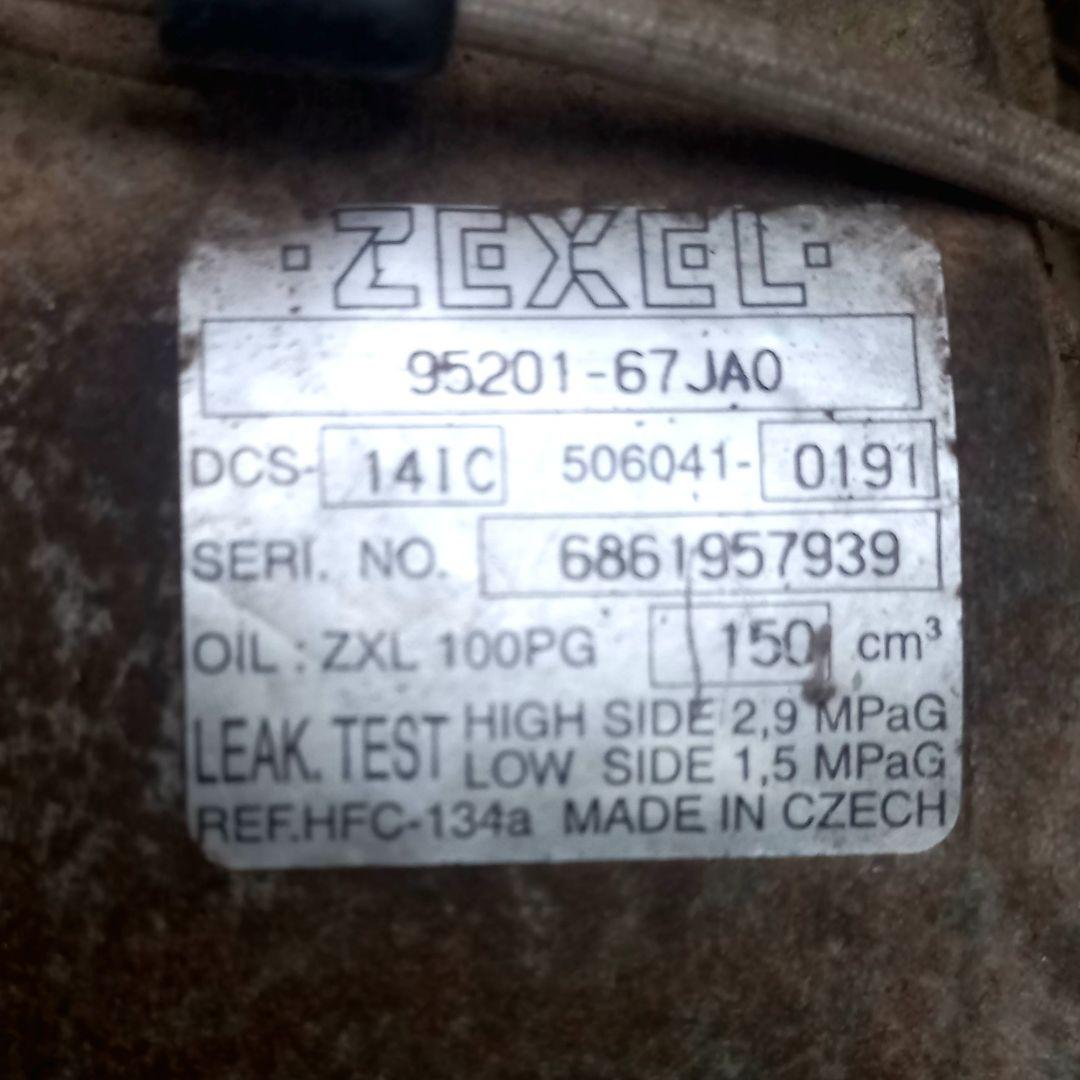 ZEXEL
95201-67JA0
DCS-14IC 506041-0191
SERI. NO. 6861957939
OIL : ZXL 100PG 150 cm³
LEAK. TEST HIGH SIDE 2,9 MPaG
LOW SIDE 1,5 MPaG
REF.HFC-134a MADE IN CZECH